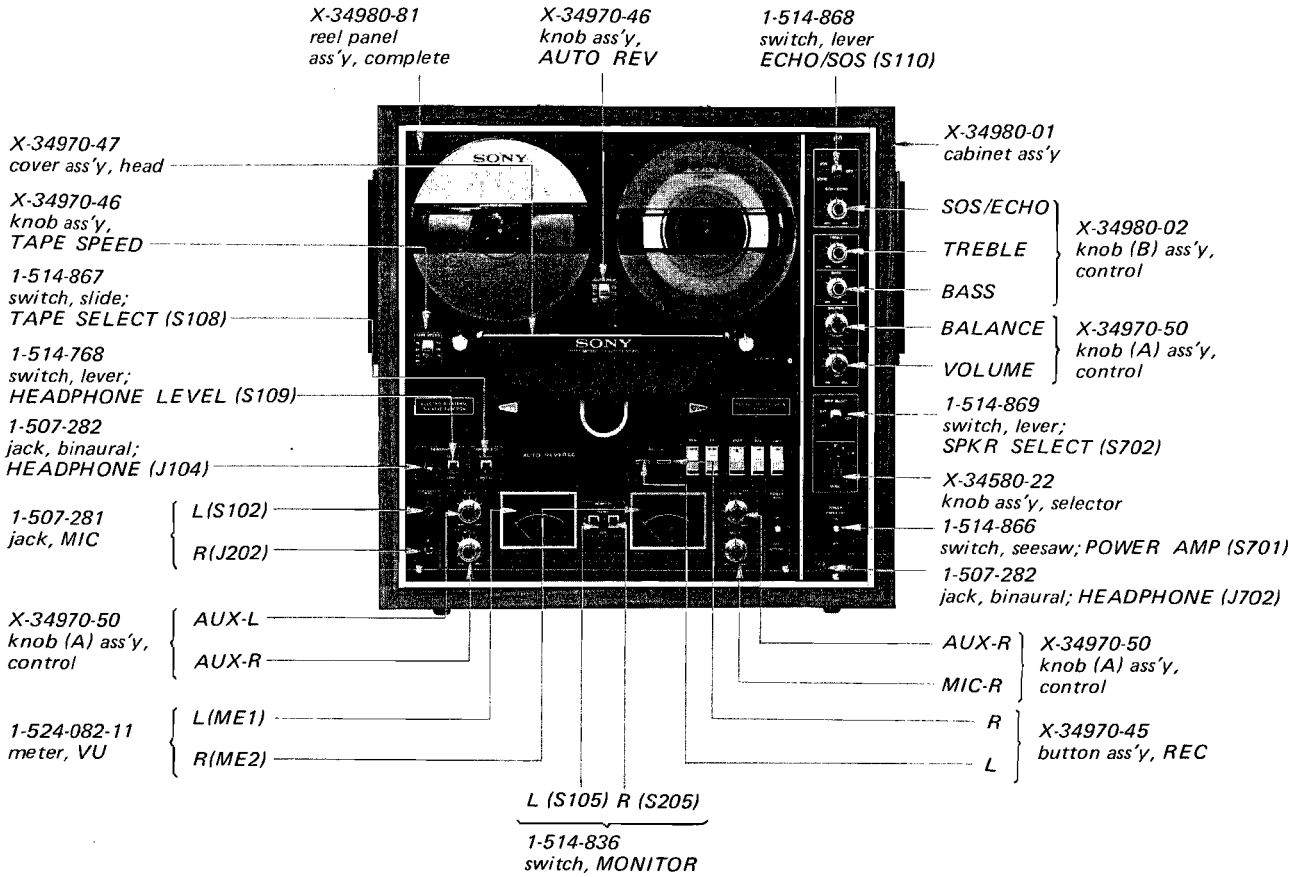 X-34980-81
reel panel
ass'y, complete
X-34970-46
knob ass'y,
AUTO REV
1-514-868
switch, lever
ECHO/SOS (S110)
X-34970-47
cover ass'y, head
X-34970-46
knob ass'y,
TAPE SPEED
1-514-867
switch, slide;
TAPE SELECT (S108)
1-514-768
switch, lever;
HEADPHONE LEVEL (S109)
1-507-282
jack, binaural;
HEADPHONE (J104)
1-507-281
jack, MIC
L(S102)
R(J202)
X-34970-50
knob (A) ass'y,
control
AUX-L
AUX-R
1-524-082-11
meter, VU
L(ME1)
R(ME2)
SONY
SONY
AUTO REVERSE
X-34980-01
cabinet ass'y
SOS/ECHO
TREBLE
BASS
X-34980-02
knob (B) ass'y,
control
BALANCE
VOLUME
X-34970-50
knob (A) ass'y,
control
1-514-869
switch, lever;
SPKR SELECT (S702)
X-34580-22
knob ass'y, selector
1-514-866
switch, seesaw; POWER AMP (S701)
1-507-282
jack, binaural; HEADPHONE (J702)
AUX-R
MIC-R
X-34970-50
knob (A) ass'y,
control
R
L
X-34970-45
button ass'y, REC
L (S105) R (S205)
1-514-836
switch, MONITOR